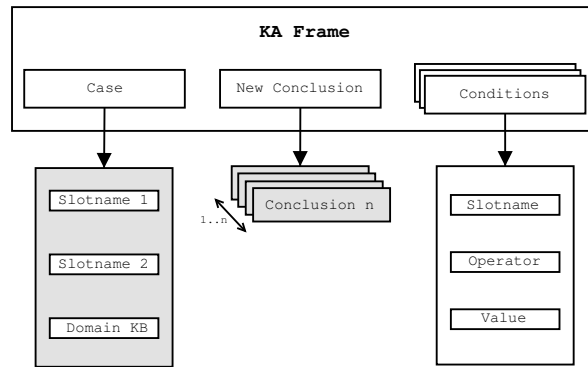 KA Frame
Case
New Conclusion
Conditions
Slotname 1
Slotname 2
Domain KB
Conclusion n
1..n
Slotname
Operator
Value